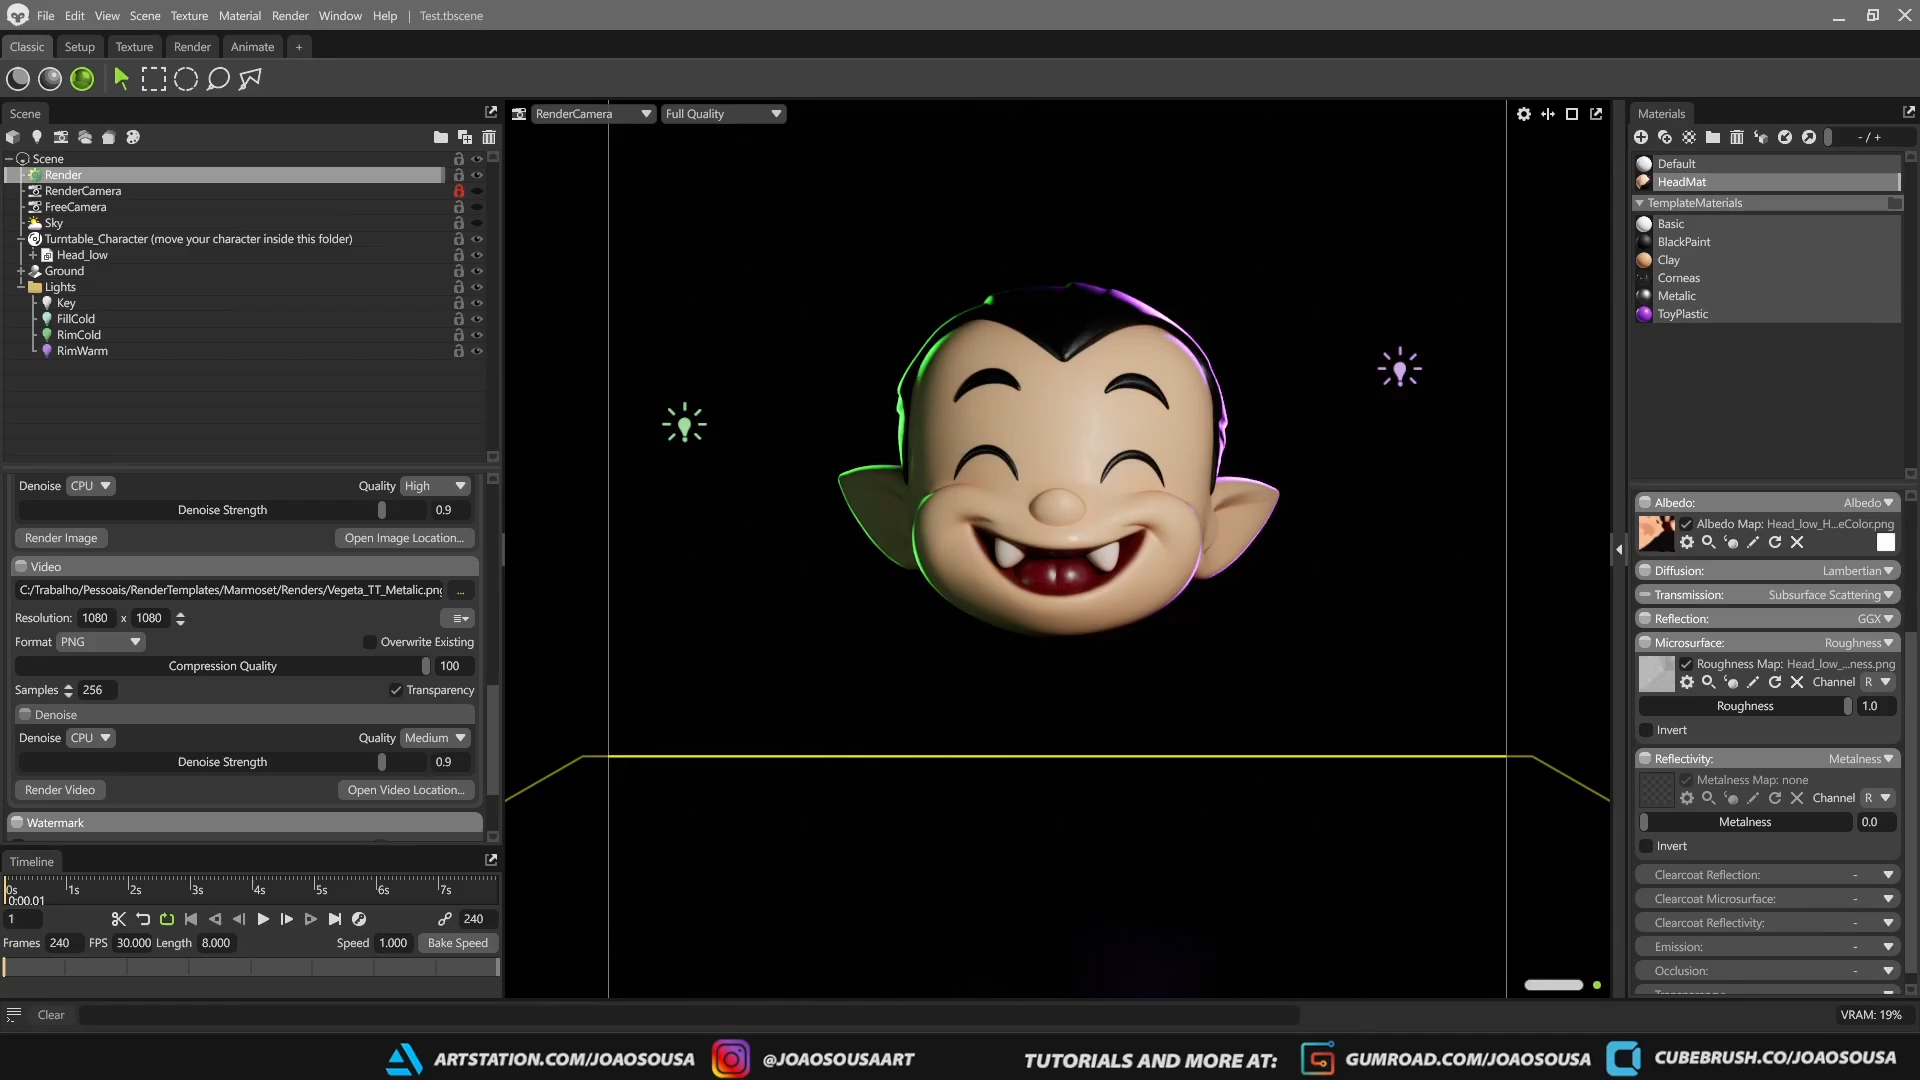 File Edit View Scene Texture Material Render Window Help | Test.tbscene
Classic Setup Texture Render Animate +
Scene
Scene
Render
RenderCamera
FreeCamera
Sky
Turntable_Character (move your character inside this folder)
Head_low
Ground
Lights
Key
FillCold
RimCold
RimWarm
Denoise CPU Quality High
Denoise Strength 0.9
Render Image Open Image Location...
Video
C:/Trabalho/Pessoais/RenderTemplates/Marmoset/Renders/Vegeta_TT_Metalic.png ...
Resolution: 1080 x 1080
Format PNG Overwrite Existing
Compression Quality 100
Samples 256 Transparency
Denoise
Denoise CPU Quality Medium
Denoise Strength 0.9
Render Video Open Video Location...
Watermark
Timeline
0s 1s 2s 3s 4s 5s 6s 7s
0:00.01
1 240
Frames 240 FPS 30.000 Length 8.000 Speed 1.000 Bake Speed
Clear
RenderCamera Full Quality
Materials
- / +
Default
HeadMat
TemplateMaterials
Basic
BlackPaint
Clay
Corneas
Metalic
ToyPlastic
Albedo: Albedo
Albedo Map: Head_low_H...eColor.png
Diffusion: Lambertian
Transmission: Subsurface Scattering
Reflection: GGX
Microsurface: Roughness
Roughness Map: Head_low_...ness.png
Channel R
Roughness 1.0
Invert
Reflectivity: Metalness
Metalness Map: none
Channel R
Metalness 0.0
Invert
Clearcoat Reflection: -
Clearcoat Microsurface: -
Clearcoat Reflectivity: -
Emission: -
Occlusion: -
VRAM: 19%
ARTSTATION.COM/JOAOSOUSA @JOAOSOUSAART TUTORIALS AND MORE AT: GUMROAD.COM/JOAOSOUSA CUBEBRUSH.CO/JOAOSOUSA